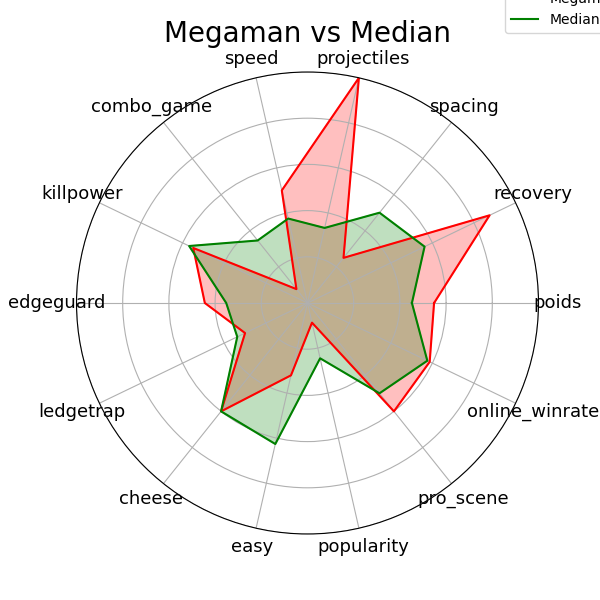 Megaman vs Median
Median
speed
projectiles
combo_game
spacing
killpower
recovery
edgeguard
poids
ledgetrap
online_winrate
cheese
pro_scene
easy
popularity